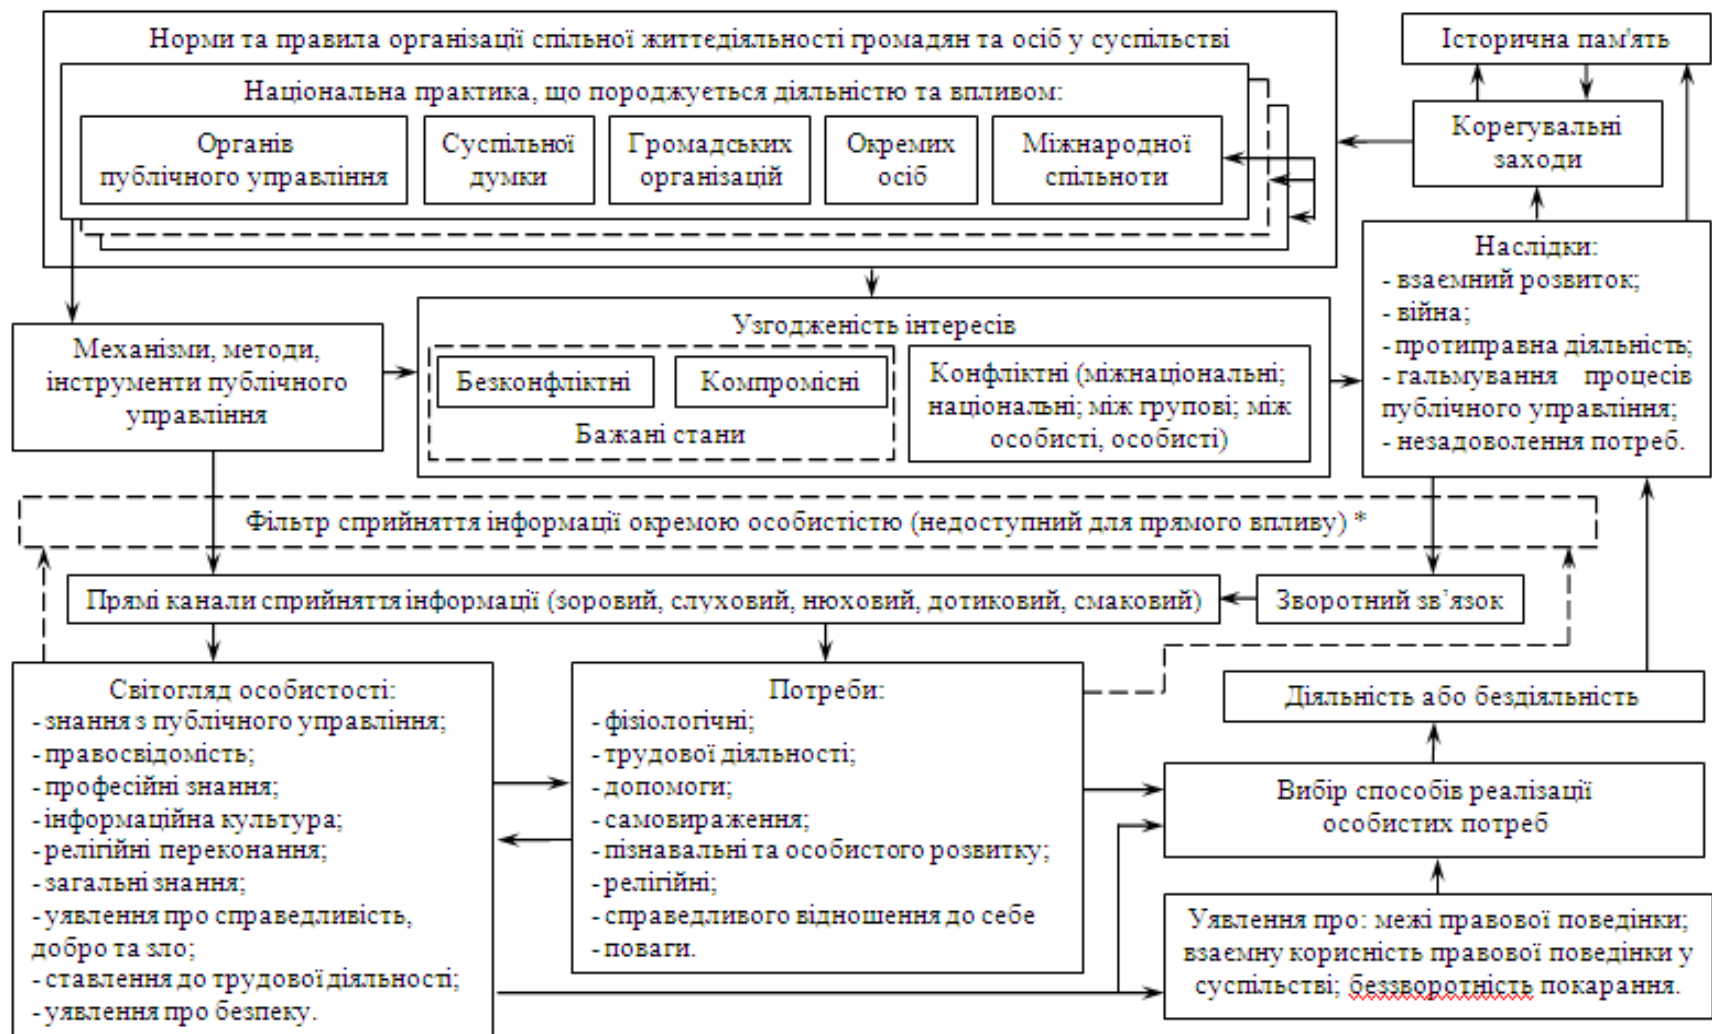 Норми та правила організації спільної життедіяльності громадян та осіб у суспільстві
Національна практика, що породжується діяльністю та впливом:
Органів
публічного управління
Суспільної
думки
Громадських
організацій
Окремих
осіб
Міжнародної
спільноти
Історична пам'ять
Корегувальні
заходи
Наслідки:
- взаємний розвиток;
- війна;
- протиправна діяльність;
- гальмування процесів
публічного управління;
- незадоволення потреб.
Механізми, методи,
інструменти публічного
управління
Узгодженість інтересів
Безконфліктні
Компромісні
Бажані стани
Конфліктні (міжнаціональні;
національні; між групові; між
особисті, особисті)
Фільтр сприйняття інформації окремою особистістю (недоступний для прямого впливу) *
Прямі канали сприйняття інформації (зоровий, слуховий, нюховий, дотиковий, смаковий)
Зворотний зв’язок
Світогляд особистості:
- знання з публічного управління;
- правосвідомість;
- професійні знання;
- інформаційна культура;
- релігійні переконання;
- загальні знання;
- уявлення про справедливість,
добро та зло;
- ставлення до трудової діяльності;
- уявлення про безпеку.
Потреби:
- фізіологічні;
- трудової діяльності;
- допомоги;
- самовираження;
- пізнавальні та особистого розвитку;
- релігійні;
- справедливого відношення до себе
- поваги.
Діяльність або бездіяльність
Вибір способів реалізації
особистих потреб
Уявлення про: межі правової поведінки;
взаємну корисність правової поведінки у
суспільстві; беззворотність покарання.